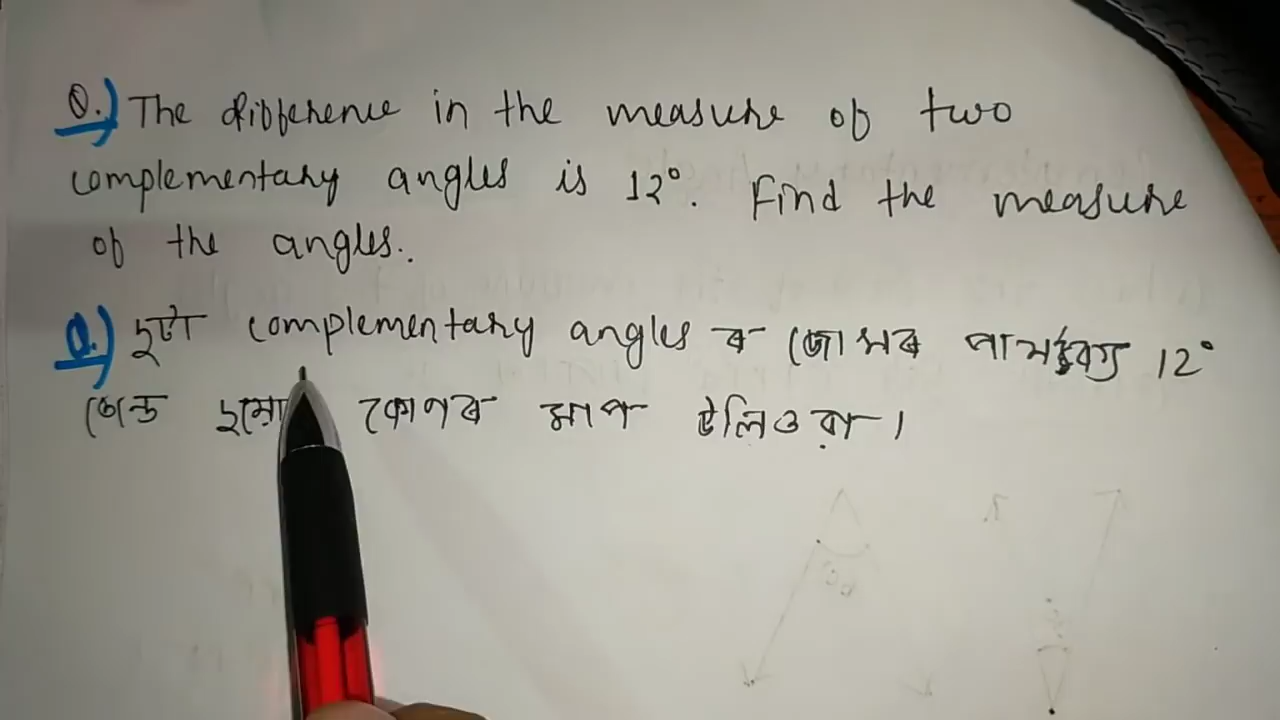 Q.) The difference in the measure of two
complementary angles is 12°. Find the measure
of the angles.
Q.) দুটা complementary angles ৰ জোখৰ পাৰ্থক্য 12°
কোণৰ মাপ উলিওৱা।